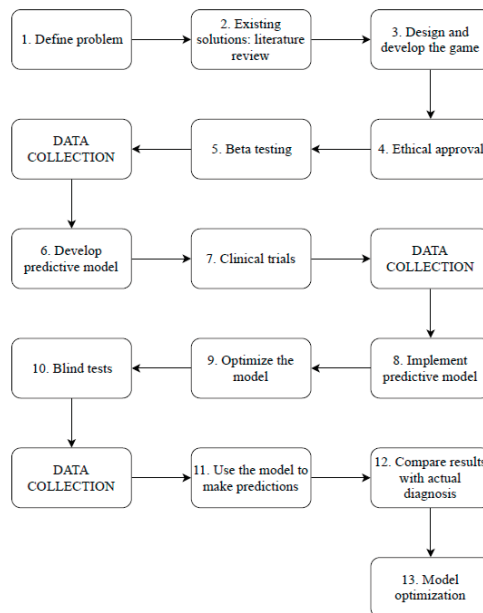 1. Define problem
2. Existing
solutions: literature
review
3. Design and
develop the game
DATA
COLLECTION
5. Beta testing
4. Ethical approval
6. Develop
predictive model
7. Clinical trials
DATA
COLLECTION
10. Blind tests
9. Optimize the
model
8. Implement
predictive model
DATA
COLLECTION
11. Use the model to
make predictions
12. Compare results
with actual
diagnosis
13. Model
optimization